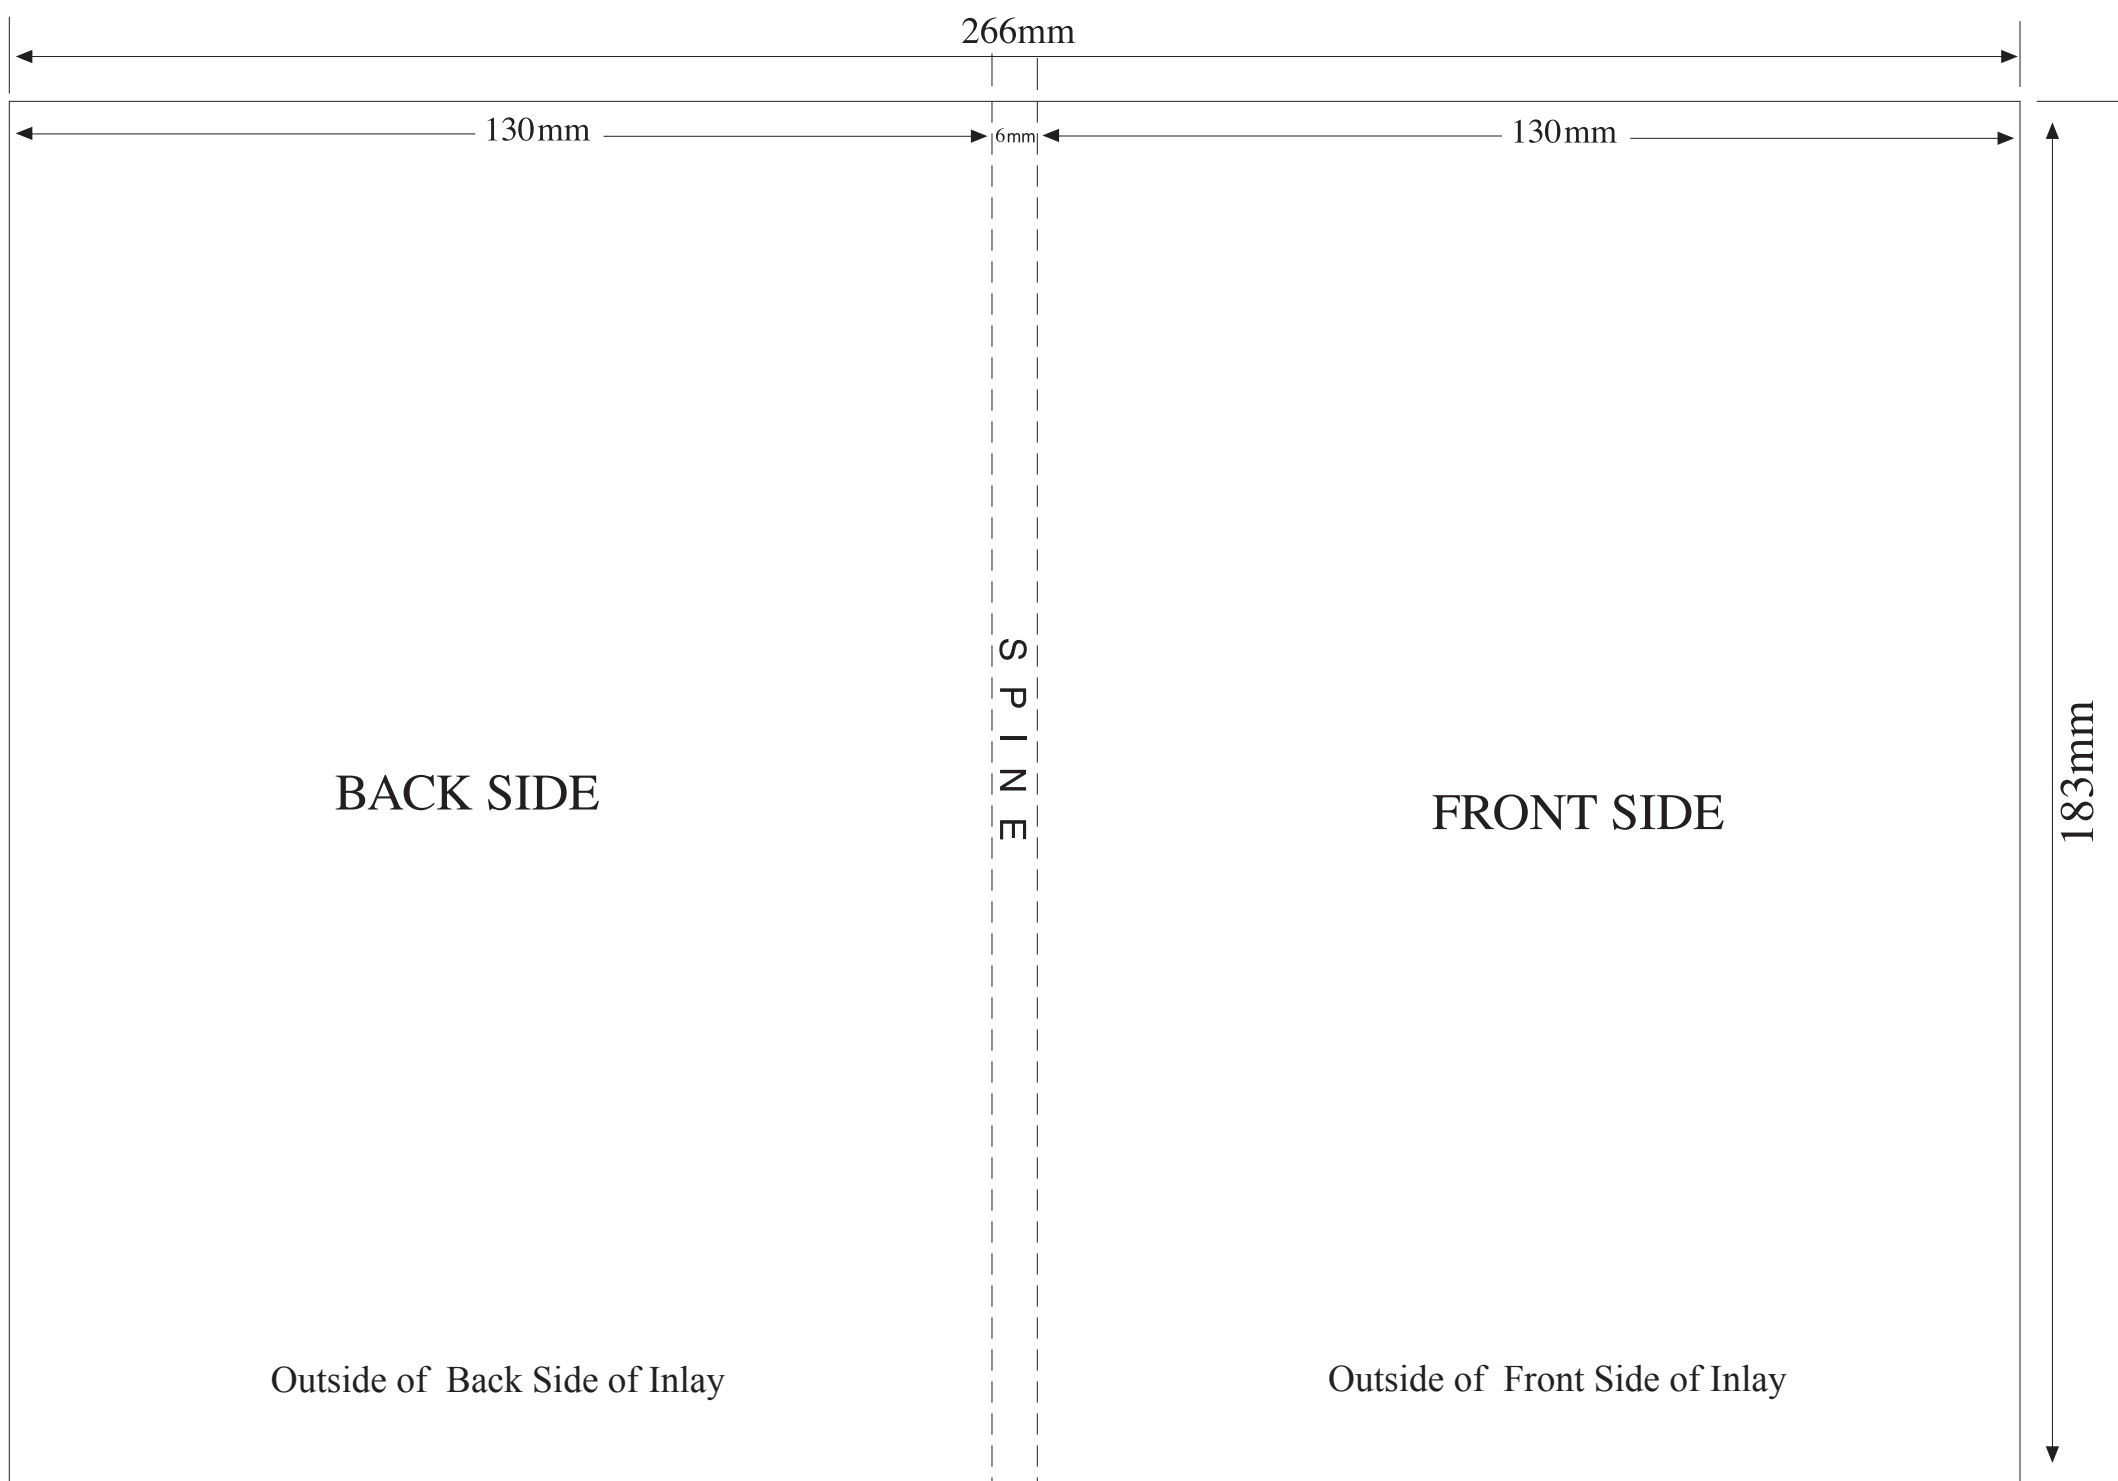 266mm
130mm
6mm
130mm
SPINE
183mm
BACK SIDE
FRONT SIDE
Outside of Back Side of Inlay
Outside of Front Side of Inlay